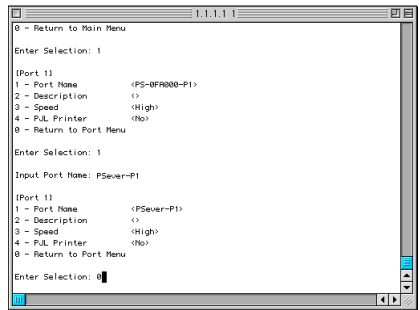 1.1.1.1 1
0 - Return to Main Menu
Enter Selection: 1
[Port 1]
1 - Port Name <PS-0FA000-P1>
2 - Description <>
3 - Speed <High>
4 - PJL Printer <No>
0 - Return to Port Menu
Enter Selection: 1
Input Port Name: PSever-P1
[Port 1]
1 - Port Name <PSever-P1>
2 - Description <>
3 - Speed <High>
4 - PJL Printer <No>
0 - Return to Port Menu
Enter Selection: 0